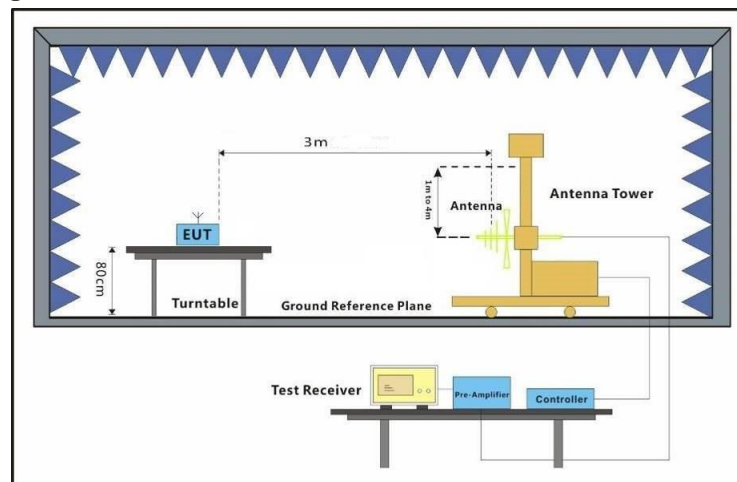 3m
1m to 4m
Antenna
Antenna Tower
EUT
80cm
Turntable
Ground Reference Plane
Test Receiver
Pre-Amplifier
Controller